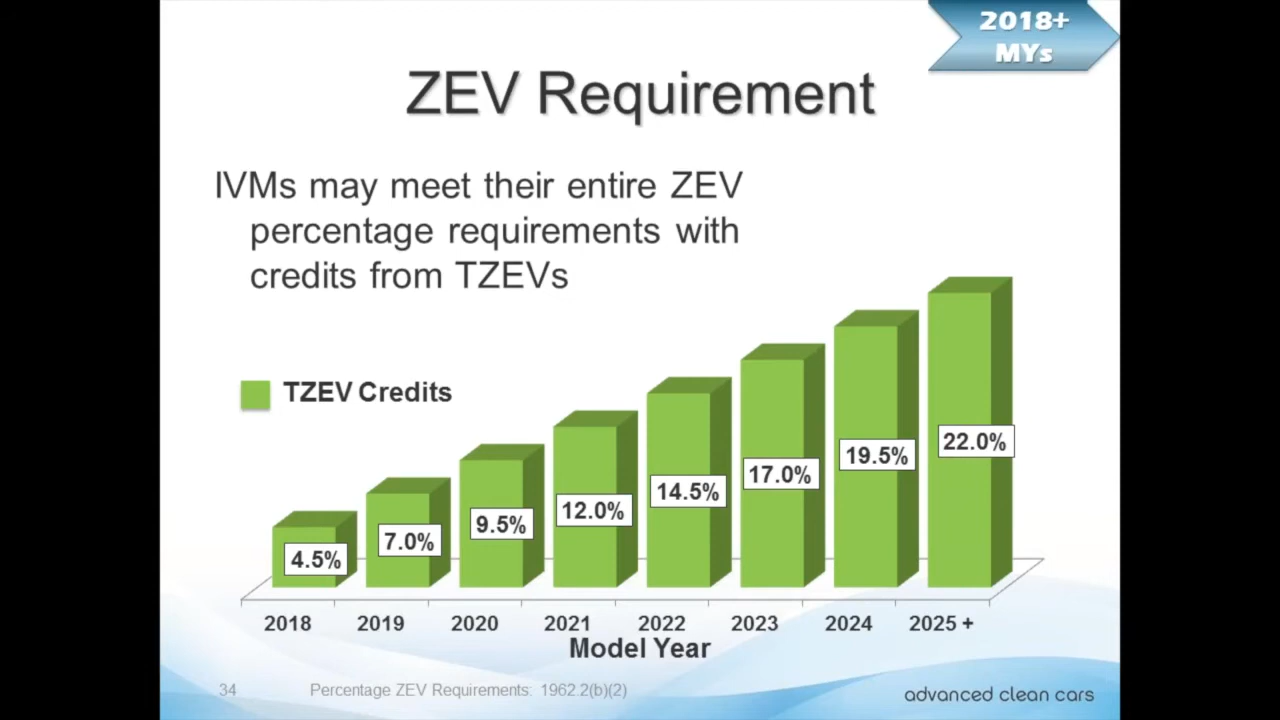 2018+
MYs
ZEV Requirement
IVMs may meet their entire ZEV
percentage requirements with
credits from TZEVs
TZEV Credits
4.5%
7.0%
9.5%
12.0%
14.5%
17.0%
19.5%
22.0%
2018 2019 2020 2021 2022 2023 2024 2025 +
Model Year
34 Percentage ZEV Requirements: 1962.2(b)(2)
advanced clean cars